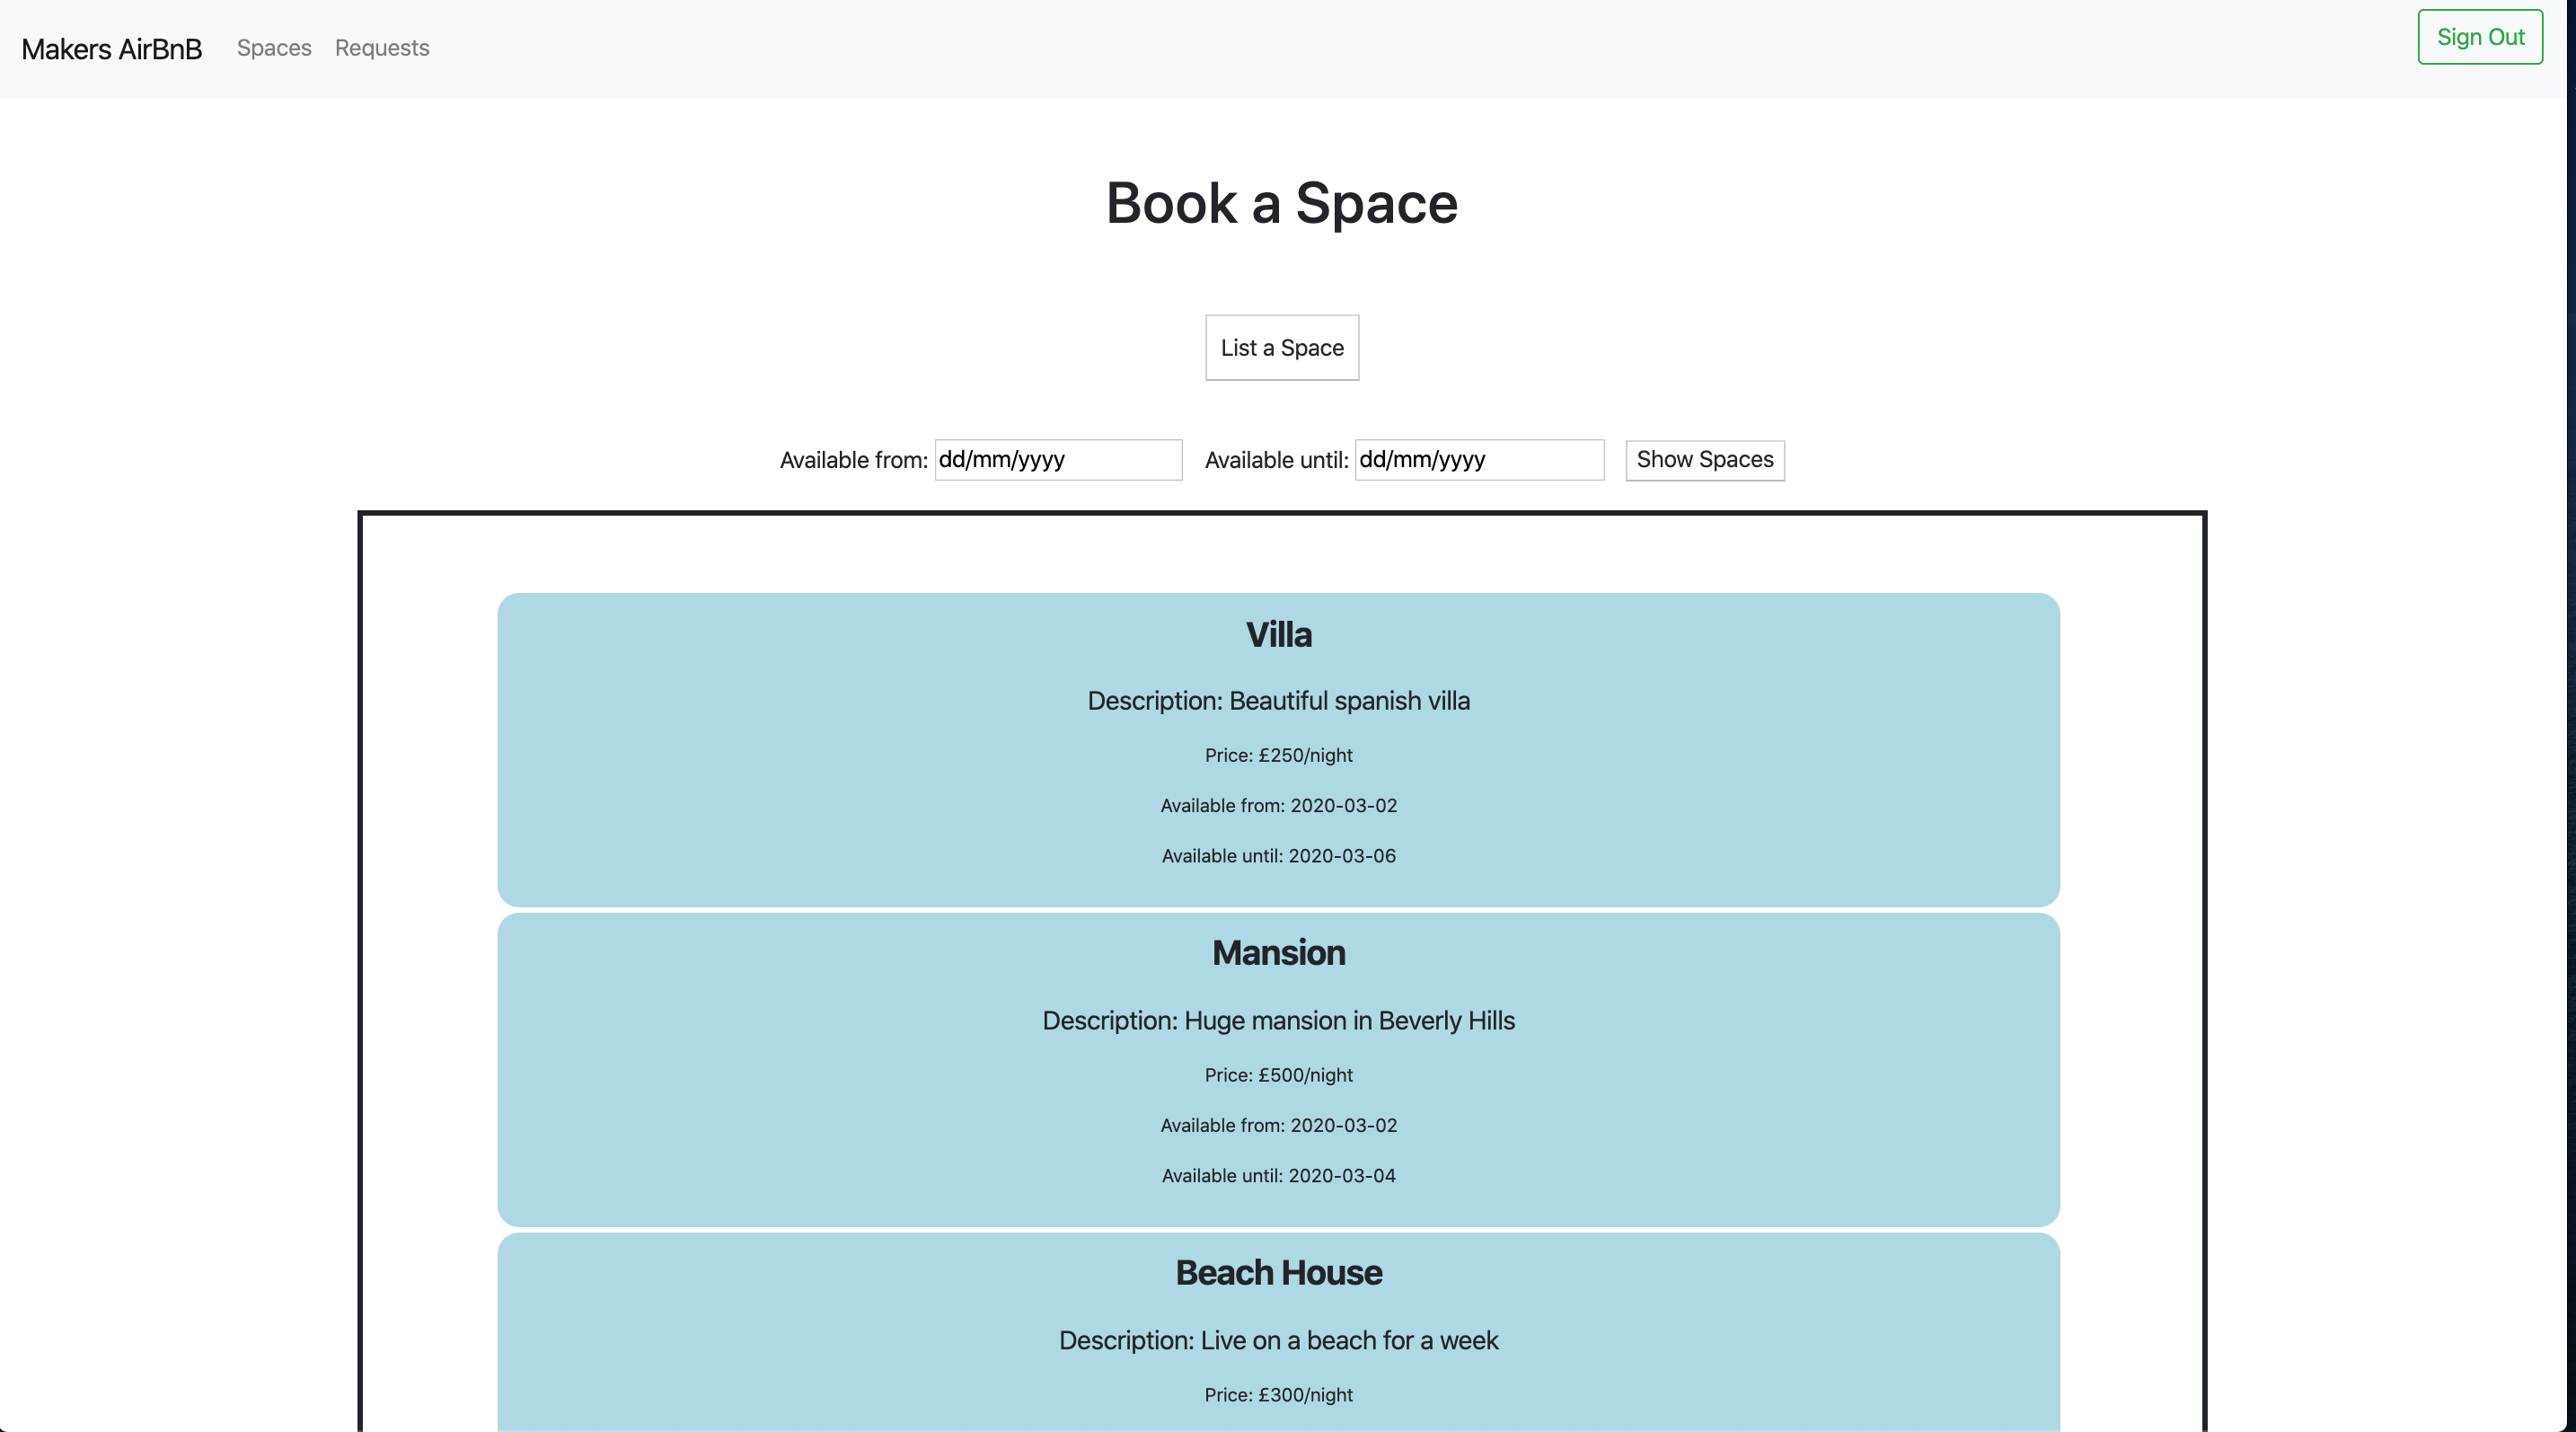 Makers AirBnB Spaces Requests Sign Out
Book a Space
List a Space
Available from: dd/mm/yyyy Available until: dd/mm/yyyy Show Spaces
Villa
Description: Beautiful spanish villa
Price: £250/night
Available from: 2020-03-02
Available until: 2020-03-06
Mansion
Description: Huge mansion in Beverly Hills
Price: £500/night
Available from: 2020-03-02
Available until: 2020-03-04
Beach House
Description: Live on a beach for a week
Price: £300/night